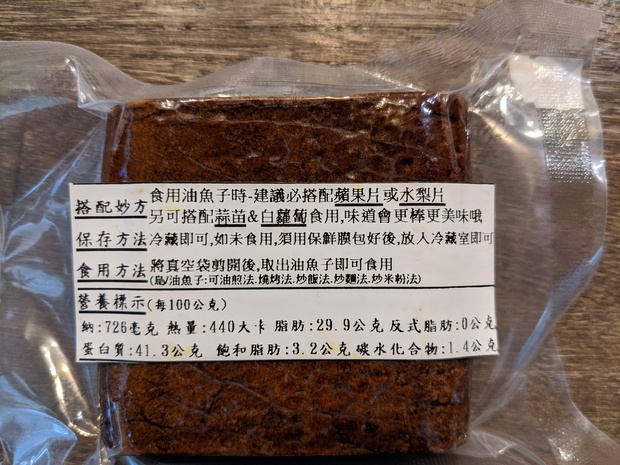 搭配妙方 食用油魚子時-建議必搭配蘋果片或水梨片
另可搭配蒜苗&白蘿蔔食用,味道會更棒更美味哦
保存方法 冷藏即可,如未食用,須用保鮮膜包好後,放入冷藏室即可
食用方法 將真空袋剪開後,取出油魚子即可食用
(烏/油魚子:可油煎法.燒烤法.炒飯法.炒麵法.炒米粉法)
營養標示(每100公克)
納:726毫克 熱量:440大卡 脂肪:29.9公克 反式脂肪:0公克
蛋白質:41.3公克 飽和脂肪:3.2公克 碳水化合物:1.4公克